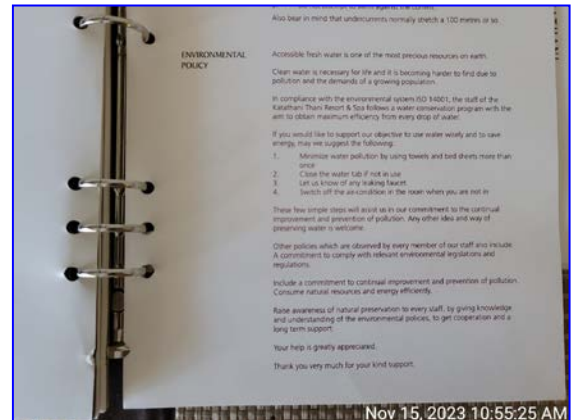 Also bear in mind that undercurrents normally stretch a 100 metres or so.
ENVIRONMENTAL
POLICY
Accessible fresh water is one of the most precious resources on earth.
Clean water is necessary for life and it is becoming harder to find due to
pollution and the demands of a growing population.
In compliance with the environmental system ISO 14001, the staff of the
Katathani Thani Resort & Spa follows a water conservation program with the
aim to obtain maximum efficiency from every drop of water.
If you would like to support our objective to use water wisely and to save
energy, may we suggest the following:
1. Minimize water pollution by using towels and bed sheets more than
once
2. Close the water tab if not in use
3. Let us know of any leaking faucet
4. Switch off the air-condition in the room when you are not in
These few simple steps will assist us in our commitment to the continual
improvement and prevention of pollution. Any other idea and way of
preserving water is welcome.
Other policies which are observed by every member of our staff also include:
A commitment to comply with relevant environmental legislations and
regulations.
Include a commitment to continual improvement and prevention of pollution.
Consume natural resources and energy efficiently.
Raise awareness of natural preservation to every staff, by giving knowledge
and understanding of the environmental policies, to get cooperation and a
long term support.
Your help is greatly appreciated.
Thank you very much for your kind support.
Nov 15, 2023 10:55:25 AM